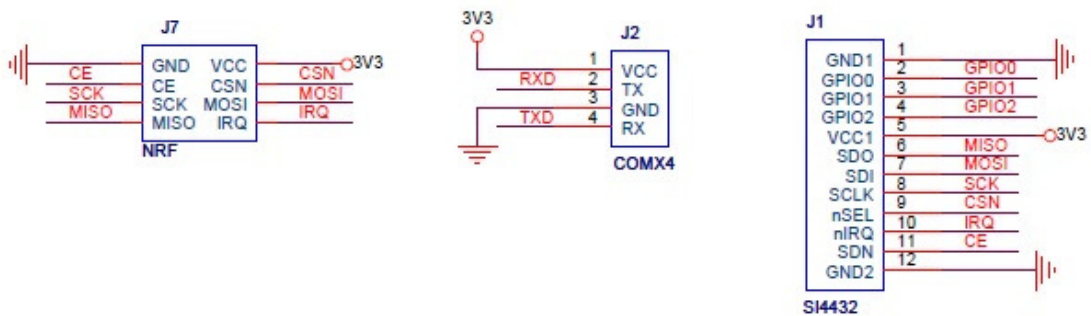 J7
GND VCC 3V3
CE CE CSN CSN
SCK SCK MOSI MOSI
MISO MISO IRQ IRQ
NRF
3V3
J2
1 VCC
RXD 2 TX
3 GND
TXD 4 RX
COMX4
J1
GND1 1
GPIO0 2 GPIO0
GPIO1 3 GPIO1
GPIO2 4 GPIO2
VCC1 5 3V3
SDO 6 MISO
SDI 7 MOSI
SCLK 8 SCK
nSEL 9 CSN
nIRQ 10 IRQ
SDN 11 CE
GND2 12
SI4432